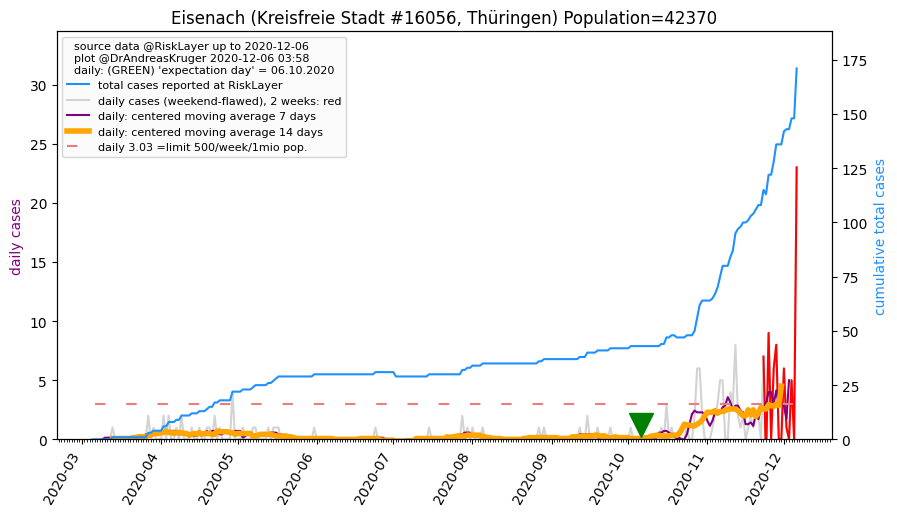 Eisenach (Kreisfreie Stadt #16056, Thüringen) Population=42370
source data @RiskLayer up to 2020-12-06
plot @DrAndreasKruger 2020-12-06 03:58
daily: (GREEN) 'expectation day' = 06.10.2020
total cases reported at RiskLayer
daily cases (weekend-flawed), 2 weeks: red
daily: centered moving average 7 days
daily: centered moving average 14 days
daily 3.03 =limit 500/week/1mio pop.
daily cases
30
25
20
15
10
5
0
cumulative total cases
175
150
125
100
75
50
25
0
2020-03
2020-04
2020-05
2020-06
2020-07
2020-08
2020-09
2020-10
2020-11
2020-12